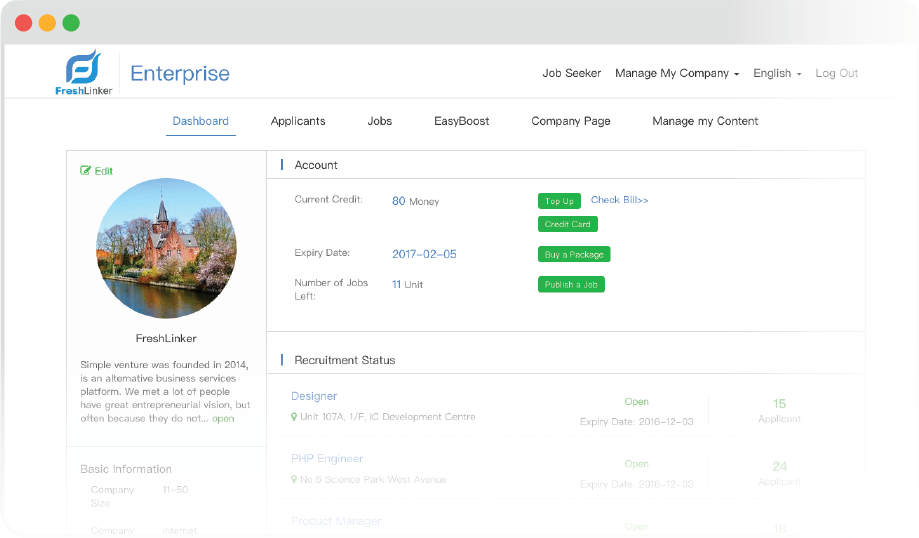 FreshLinker
Enterprise
Job Seeker
Manage My Company
English
Log Out
Dashboard
Applicants
Jobs
EasyBoost
Company Page
Manage my Content
Edit
FreshLinker
Simple venture was founded in 2014,
is an alternative business services
platform. We met a lot of people
have great entrepreneurial vision, but
often because they do not... open
Basic Information
Company Size
11-50
Company
internet
Account
Current Credit:
80 Money
Top Up
Check Bill>>
Credit Card
Expiry Date:
2017-02-05
Buy a Package
Number of Jobs
Left:
11 Unit
Publish a Job
Recruitment Status
Designer
Unit 107A, 1/F, IC Development Centre
Open
Expiry Date: 2016-12-03
15
Applicant
PHP Engineer
No.6 Science Park West Avenue
Open
Expiry Date: 2016-12-03
24
Applicant
Product Manager
Open
18